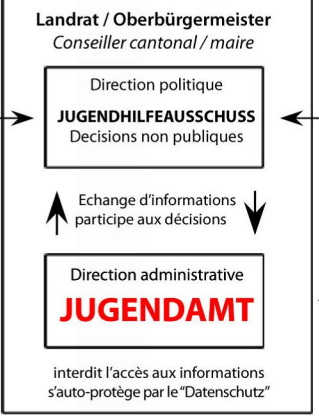 Landrat / Oberbürgermeister
Conseiller cantonal / maire
Direction politique
JUGENDHILFEAUSSCHUSS
Decisions non publiques
Echange d'informations
participe aux décisions
Direction administrative
JUGENDAMT
interdit l'accès aux informations
s'auto-protège par le "Datenschutz"